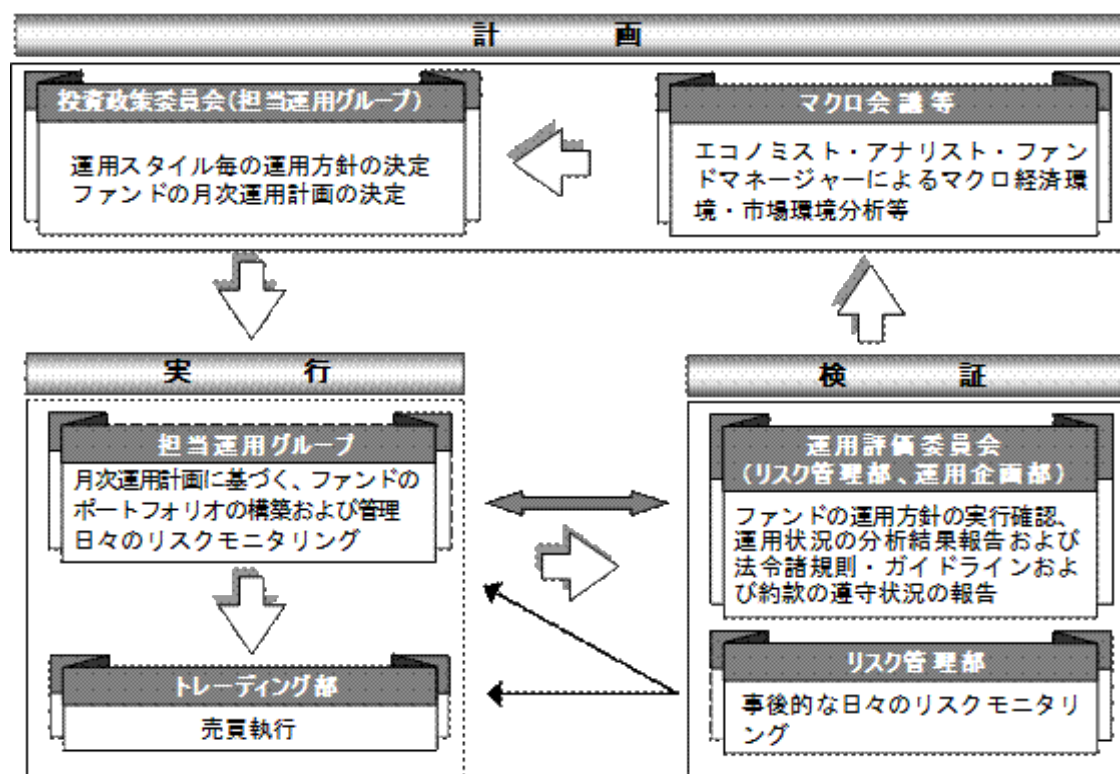 計画
投資政策委員会(担当運用グループ)
運用スタイル毎の運用方針の決定
ファンドの月次運用計画の決定
マクロ会議等
エコノミスト・アナリスト・ファン
ドマネージャーによるマクロ経済環
境・市場環境分析等
実行
担当運用グループ
月次運用計画に基づく、ファンドの
ポートフォリオの構築および管理
日々のリスクモニタリング
トレーディング部
売買執行
検証
運用評価委員会
(リスク管理部、運用企画部)
ファンドの運用方針の実行確認、
運用状況の分析結果報告および
法令諸規則・ガイドラインおよ
び約款の遵守状況の報告
リスク管理部
事後的な日々のリスクモニタリ
ング